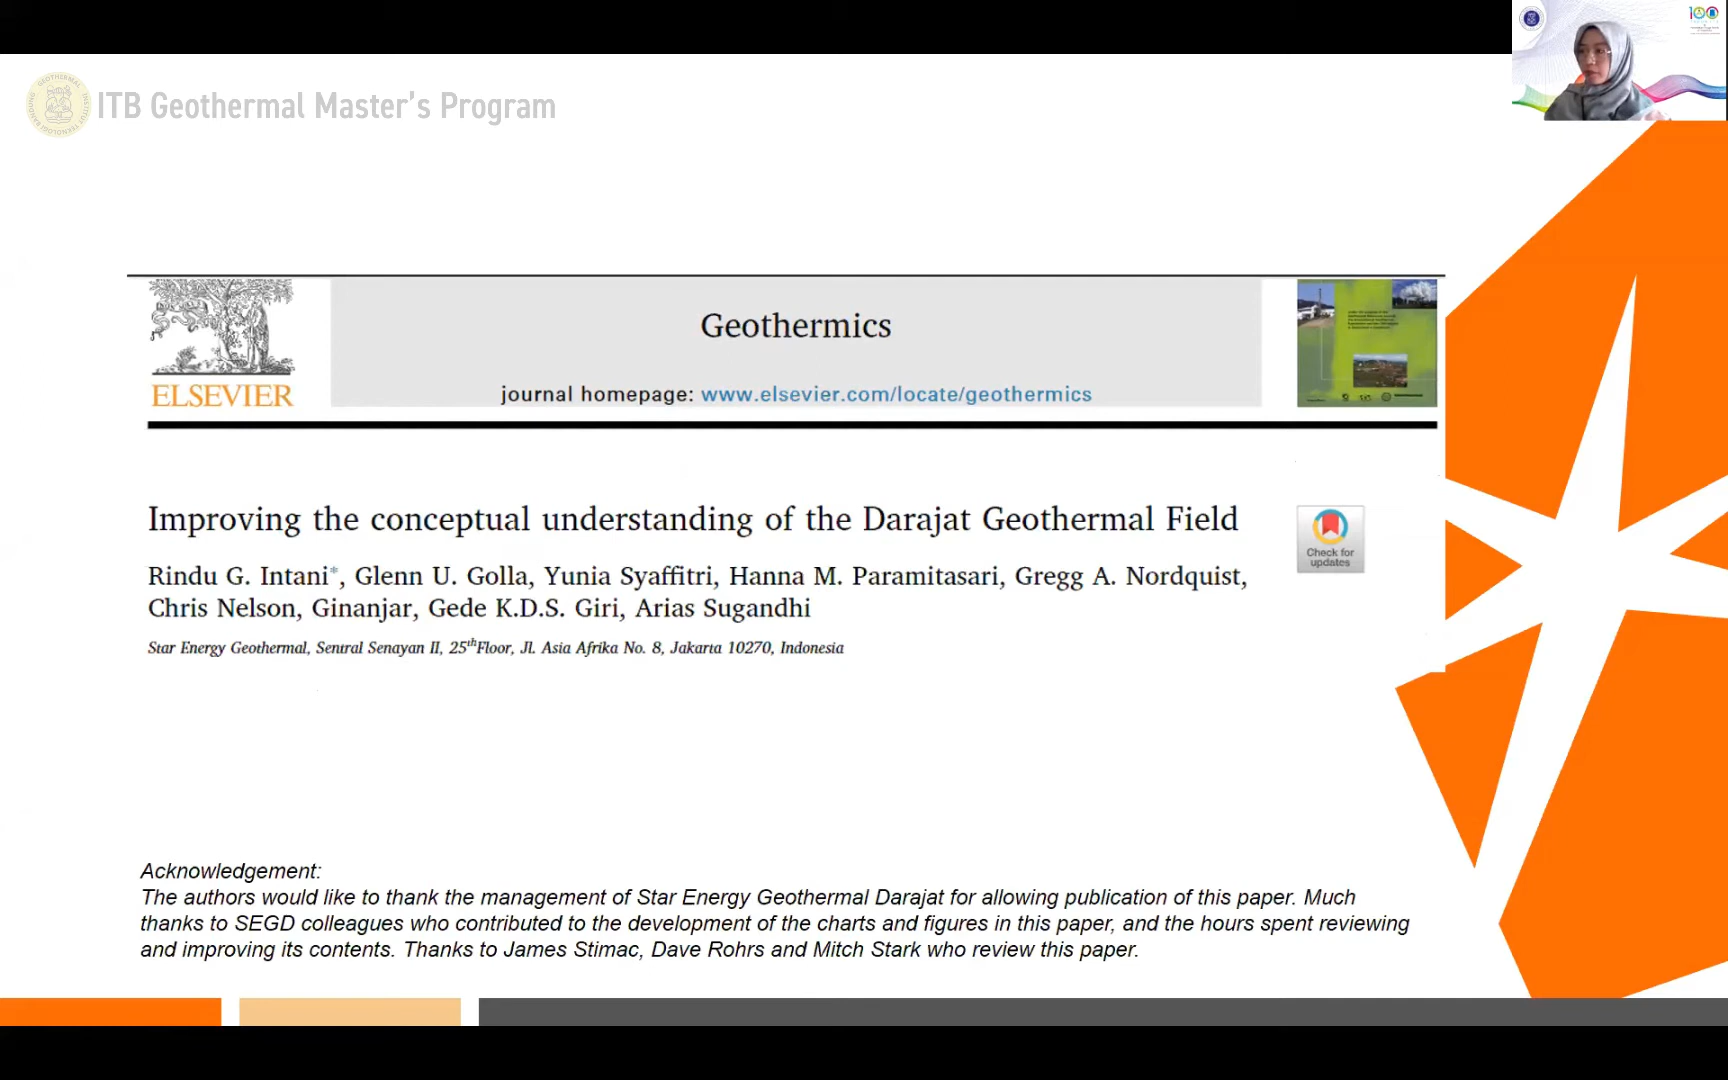 ITB Geothermal Master's Program
100
ELSEVIER
Geothermics
journal homepage: www.elsevier.com/locate/geothermics
Improving the conceptual understanding of the Darajat Geothermal Field
Check for
updates
Rindu G. Intani*, Glenn U. Golla, Yunia Syaffitri, Hanna M. Paramitasari, Gregg A. Nordquist,
Chris Nelson, Ginanjar, Gede K.D.S. Giri, Arias Sugandhi
Star Energy Geothermal, Sentral Senayan II, 25thFloor, Jl. Asia Afrika No. 8, Jakarta 10270, Indonesia
Acknowledgement:
The authors would like to thank the management of Star Energy Geothermal Darajat for allowing publication of this paper. Much
thanks to SEGD colleagues who contributed to the development of the charts and figures in this paper, and the hours spent reviewing
and improving its contents. Thanks to James Stimac, Dave Rohrs and Mitch Stark who review this paper.